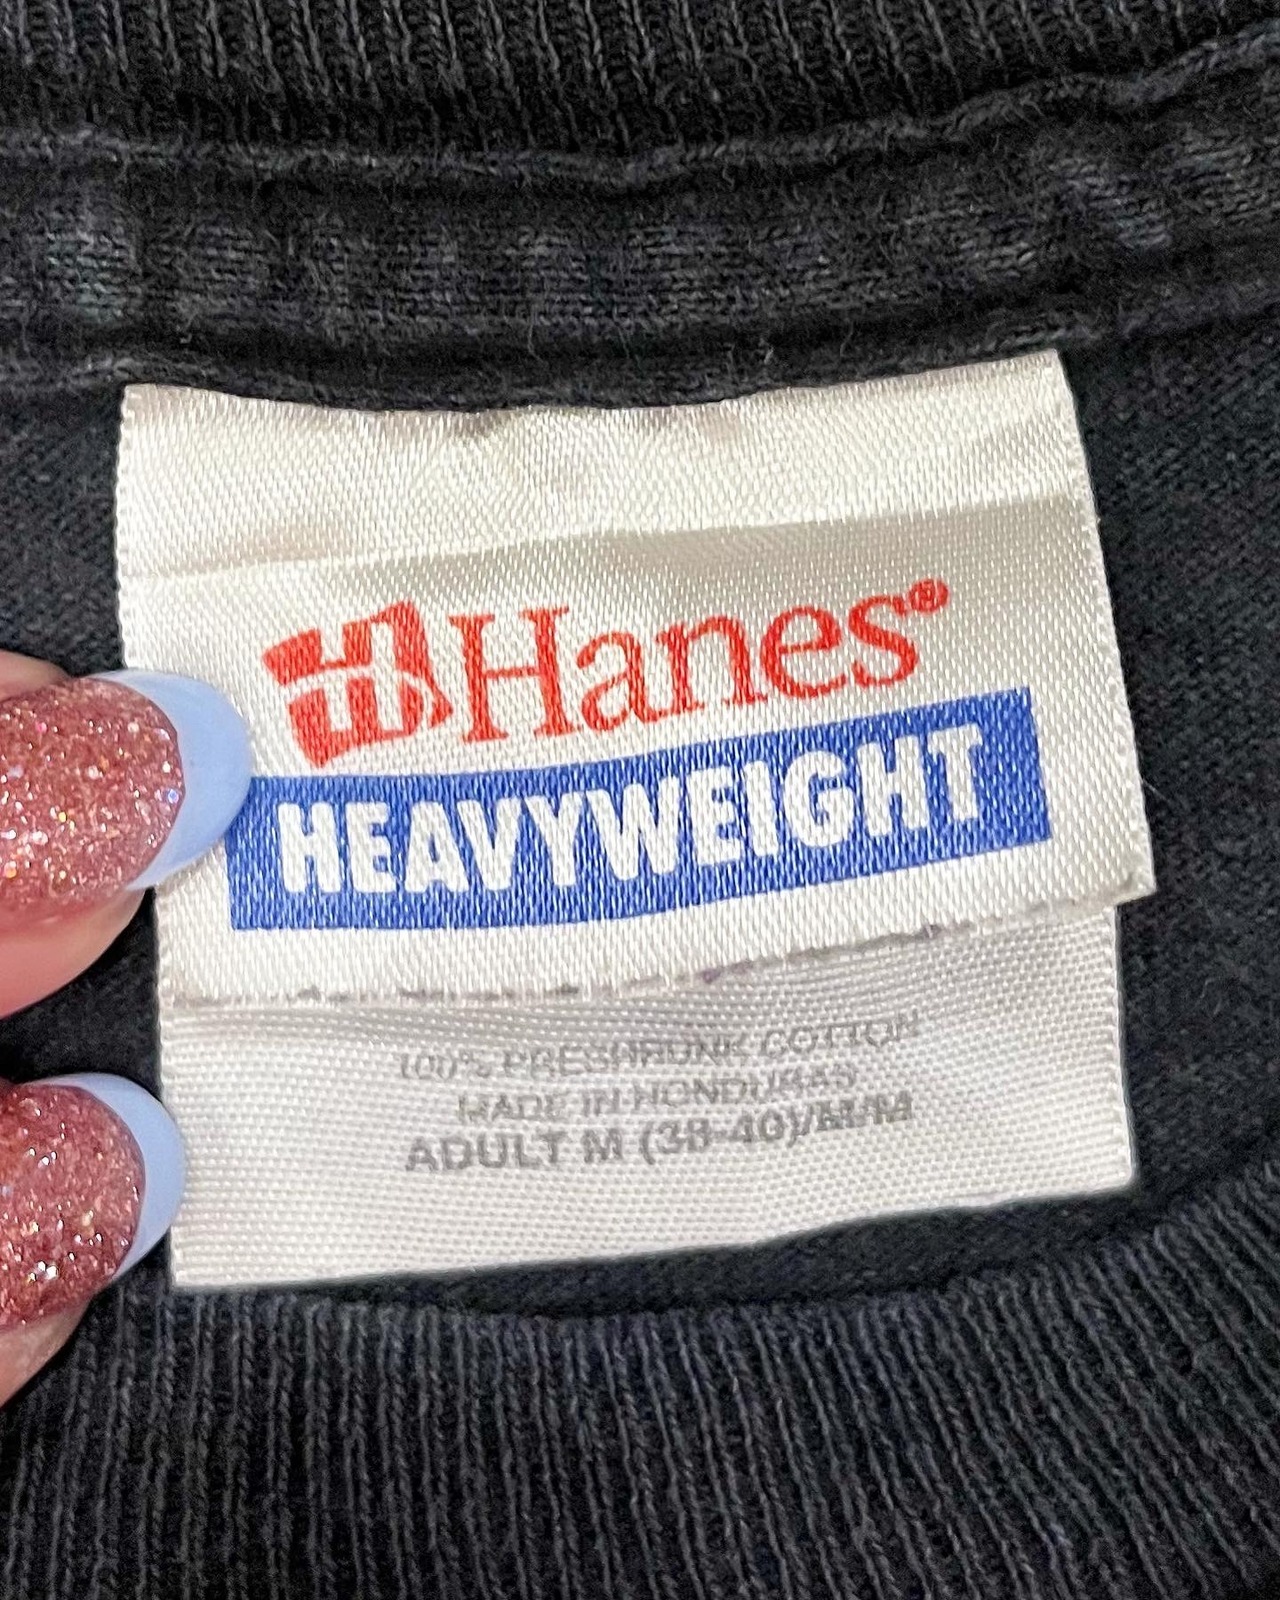 H Hanes®
HEAVYWEIGHT
100% PRESHRUNK COTTON
MADE IN HONDURAS
ADULT M (38-40)/M/M